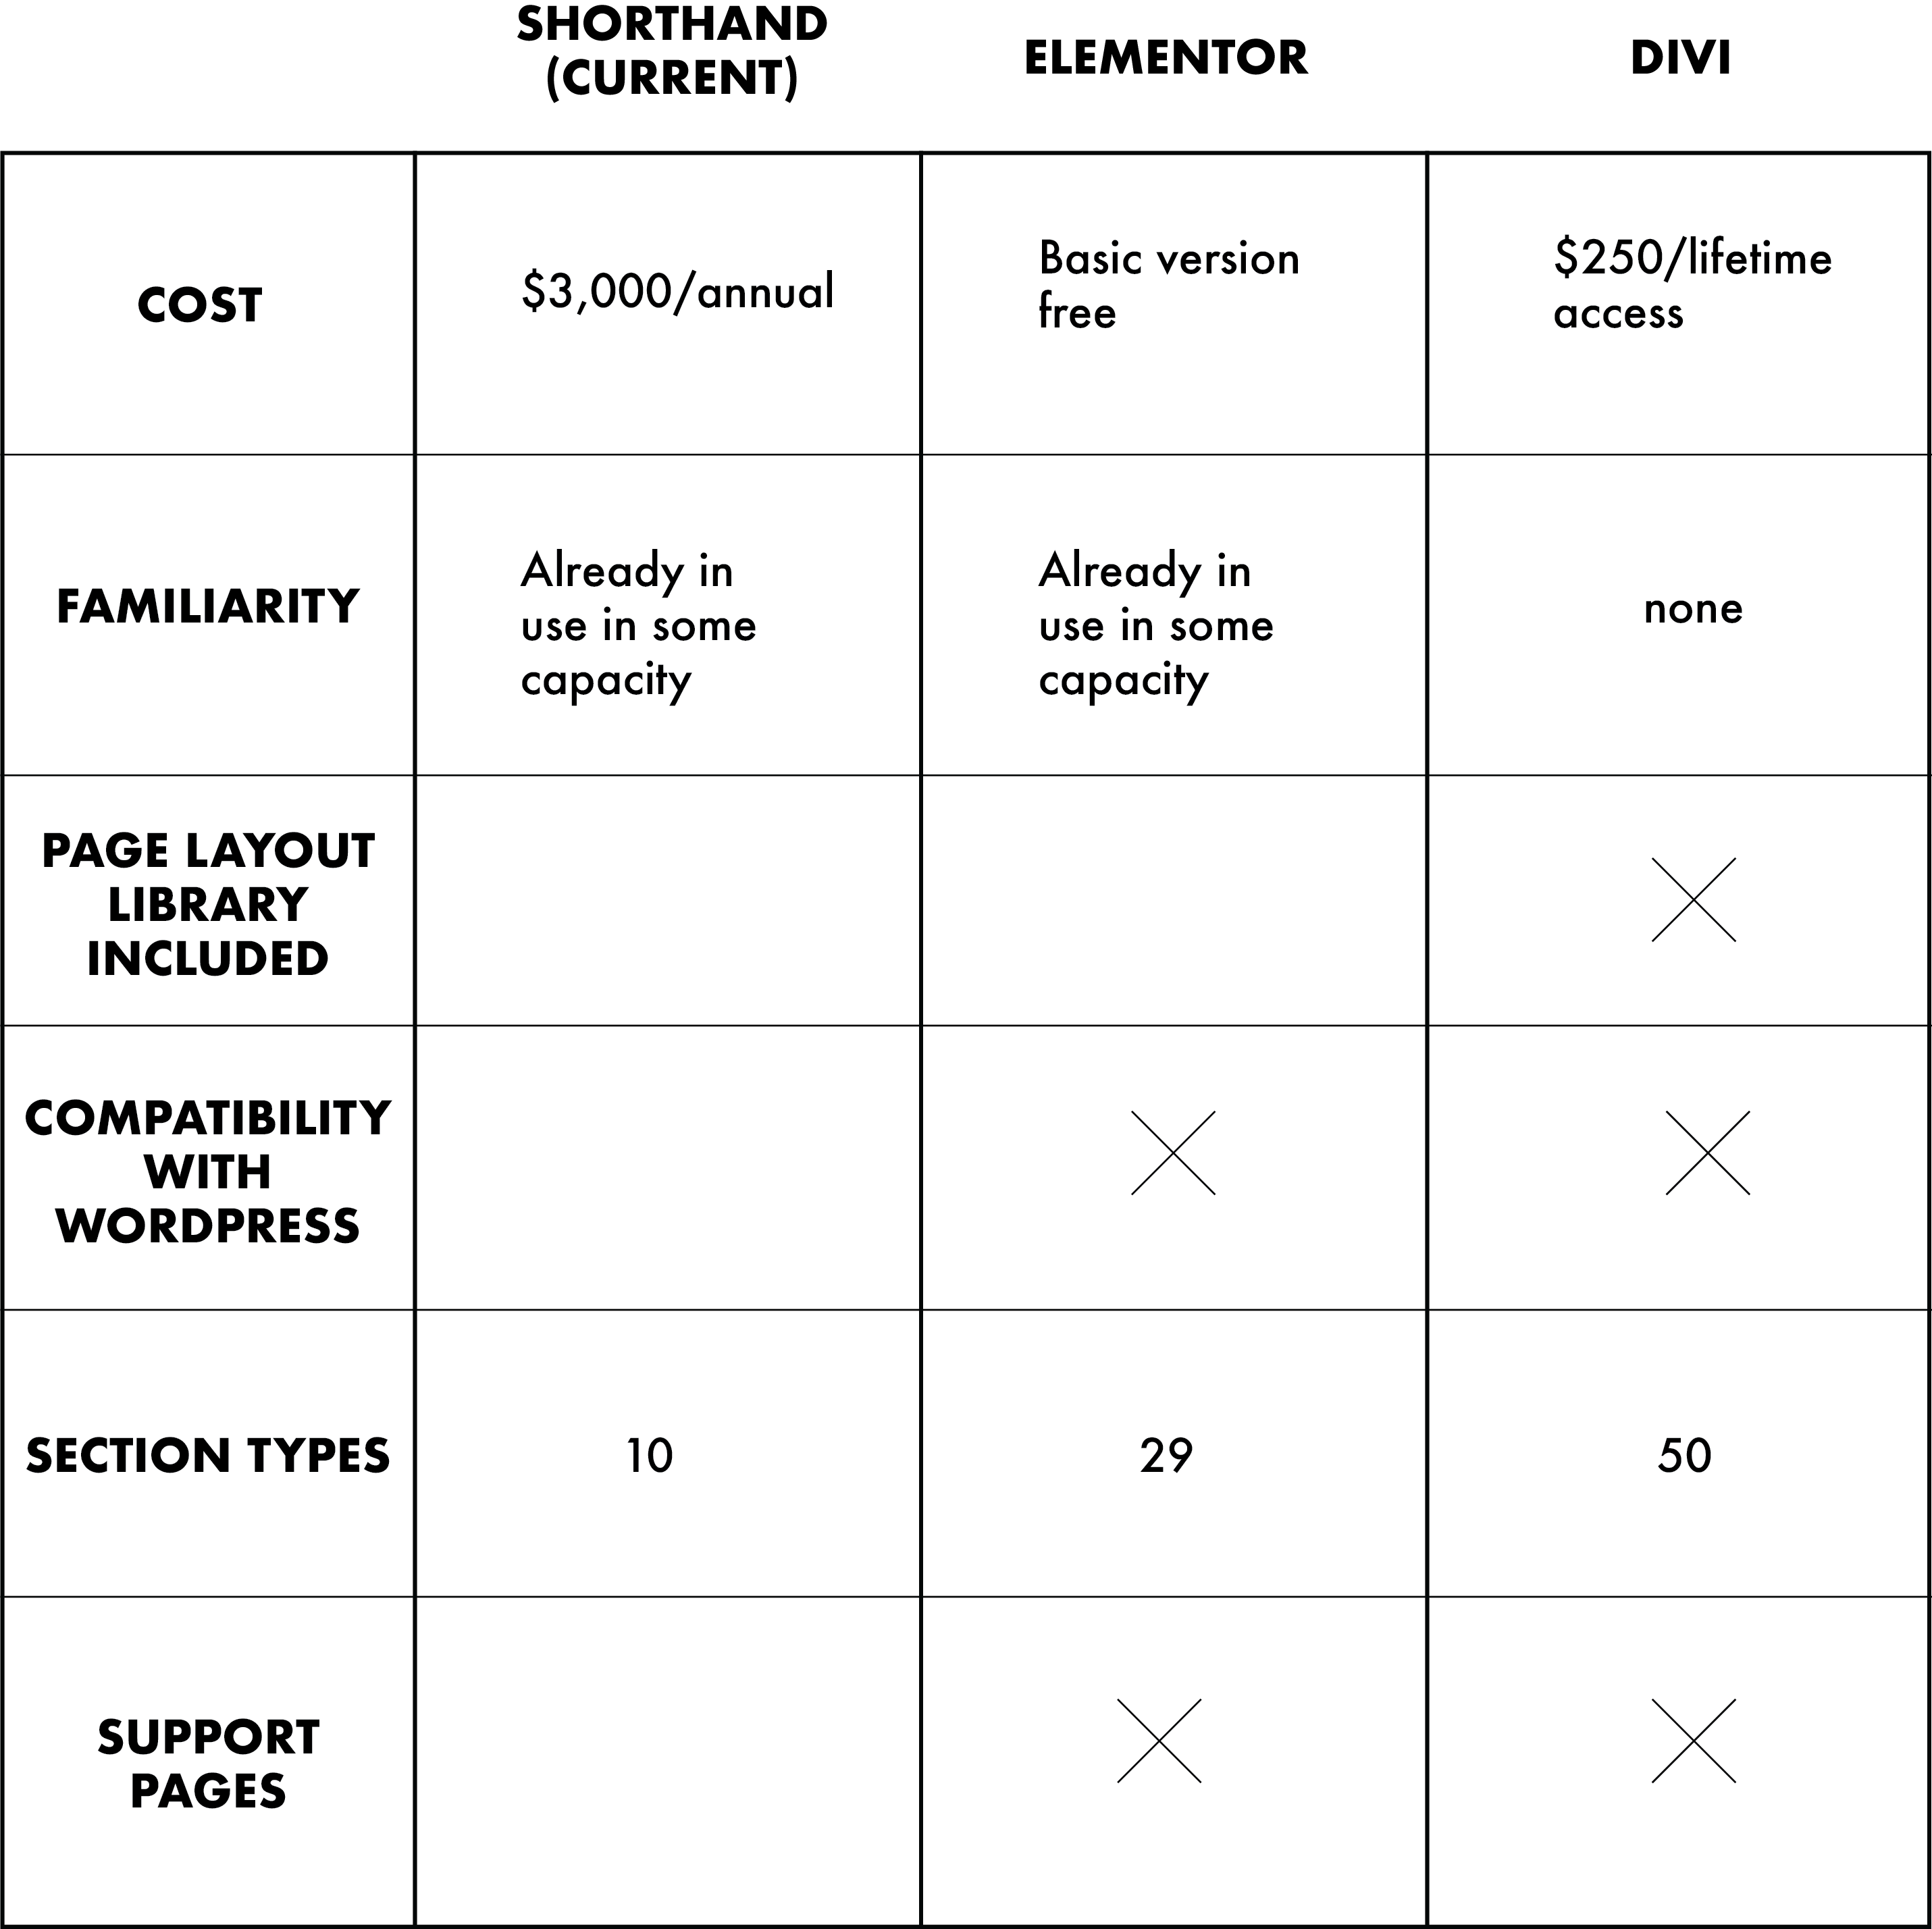 SHORTHAND
(CURRENT)
ELEMENTOR
DIVI
COST
$3,000/annual
Basic version
free
$250/lifetime
access
FAMILIARITY
Already in
use in some
capacity
Already in
use in some
capacity
none
PAGE LAYOUT
LIBRARY
INCLUDED
COMPATIBILITY
WITH
WORDPRESS
SECTION TYPES
10
29
50
SUPPORT
PAGES